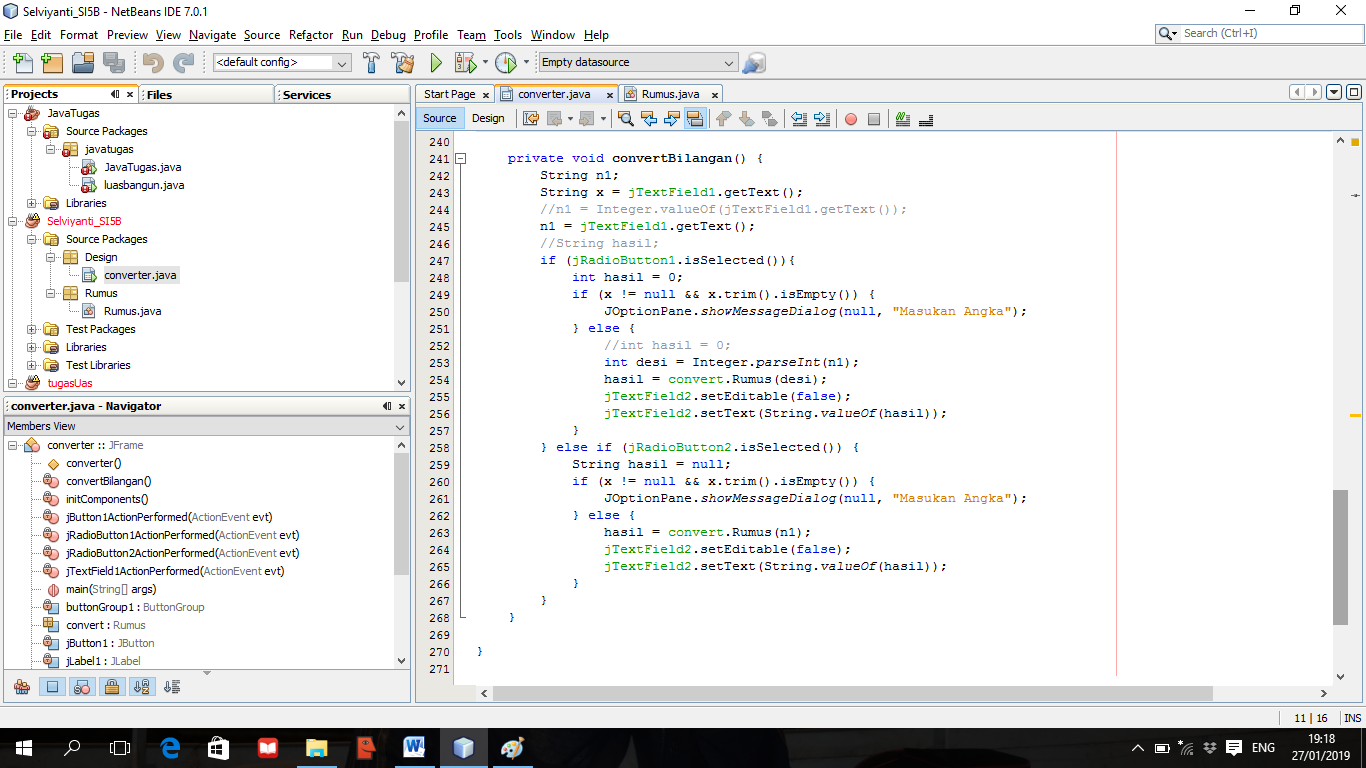 Selviyanti_SI5B - NetBeans IDE 7.0.1
File Edit Format Preview View Navigate Source Refactor Run Debug Profile Team Tools Window Help
Search (Ctrl+I)
<default config>
Empty datasource
Projects Files Services
JavaTugas
Source Packages
javatugas
JavaTugas.java
luasbangun.java
Libraries
Selviyanti_SI5B
Source Packages
Design
converter.java
Rumus
Rumus.java
Test Packages
Libraries
Test Libraries
tugasUas
converter.java - Navigator
Members View
converter :: JFrame
converter()
convertBilangan()
initComponents()
jButton1ActionPerformed(ActionEvent evt)
jRadioButton1ActionPerformed(ActionEvent evt)
jRadioButton2ActionPerformed(ActionEvent evt)
jTextField1ActionPerformed(ActionEvent evt)
main(String[] args)
buttonGroup1 : ButtonGroup
convert : Rumus
jButton1 : JButton
jLabel1 : JLabel
Start Page converter.java Rumus.java
Source Design
240
241 private void convertBilangan() {
242 String n1;
243 String x = jTextField1.getText();
244 //n1 = Integer.valueOf(jTextField1.getText());
245 n1 = jTextField1.getText();
246 //String hasil;
247 if (jRadioButton1.isSelected()){
248 int hasil = 0;
249 if (x != null && x.trim().isEmpty()) {
250 JOptionPane.showMessageDialog(null, "Masukan Angka");
251 } else {
252 //int hasil = 0;
253 int desi = Integer.parseInt(n1);
254 hasil = convert.Rumus(desi);
255 jTextField2.setEditable(false);
256 jTextField2.setText(String.valueOf(hasil));
257 }
258 } else if (jRadioButton2.isSelected()) {
259 String hasil = null;
260 if (x != null && x.trim().isEmpty()) {
261 JOptionPane.showMessageDialog(null, "Masukan Angka");
262 } else {
263 hasil = convert.Rumus(n1);
264 jTextField2.setEditable(false);
265 jTextField2.setText(String.valueOf(hasil));
266 }
267 }
268 }
269
270 }
271
11 | 16 INS
ENG
19:18
27/01/2019